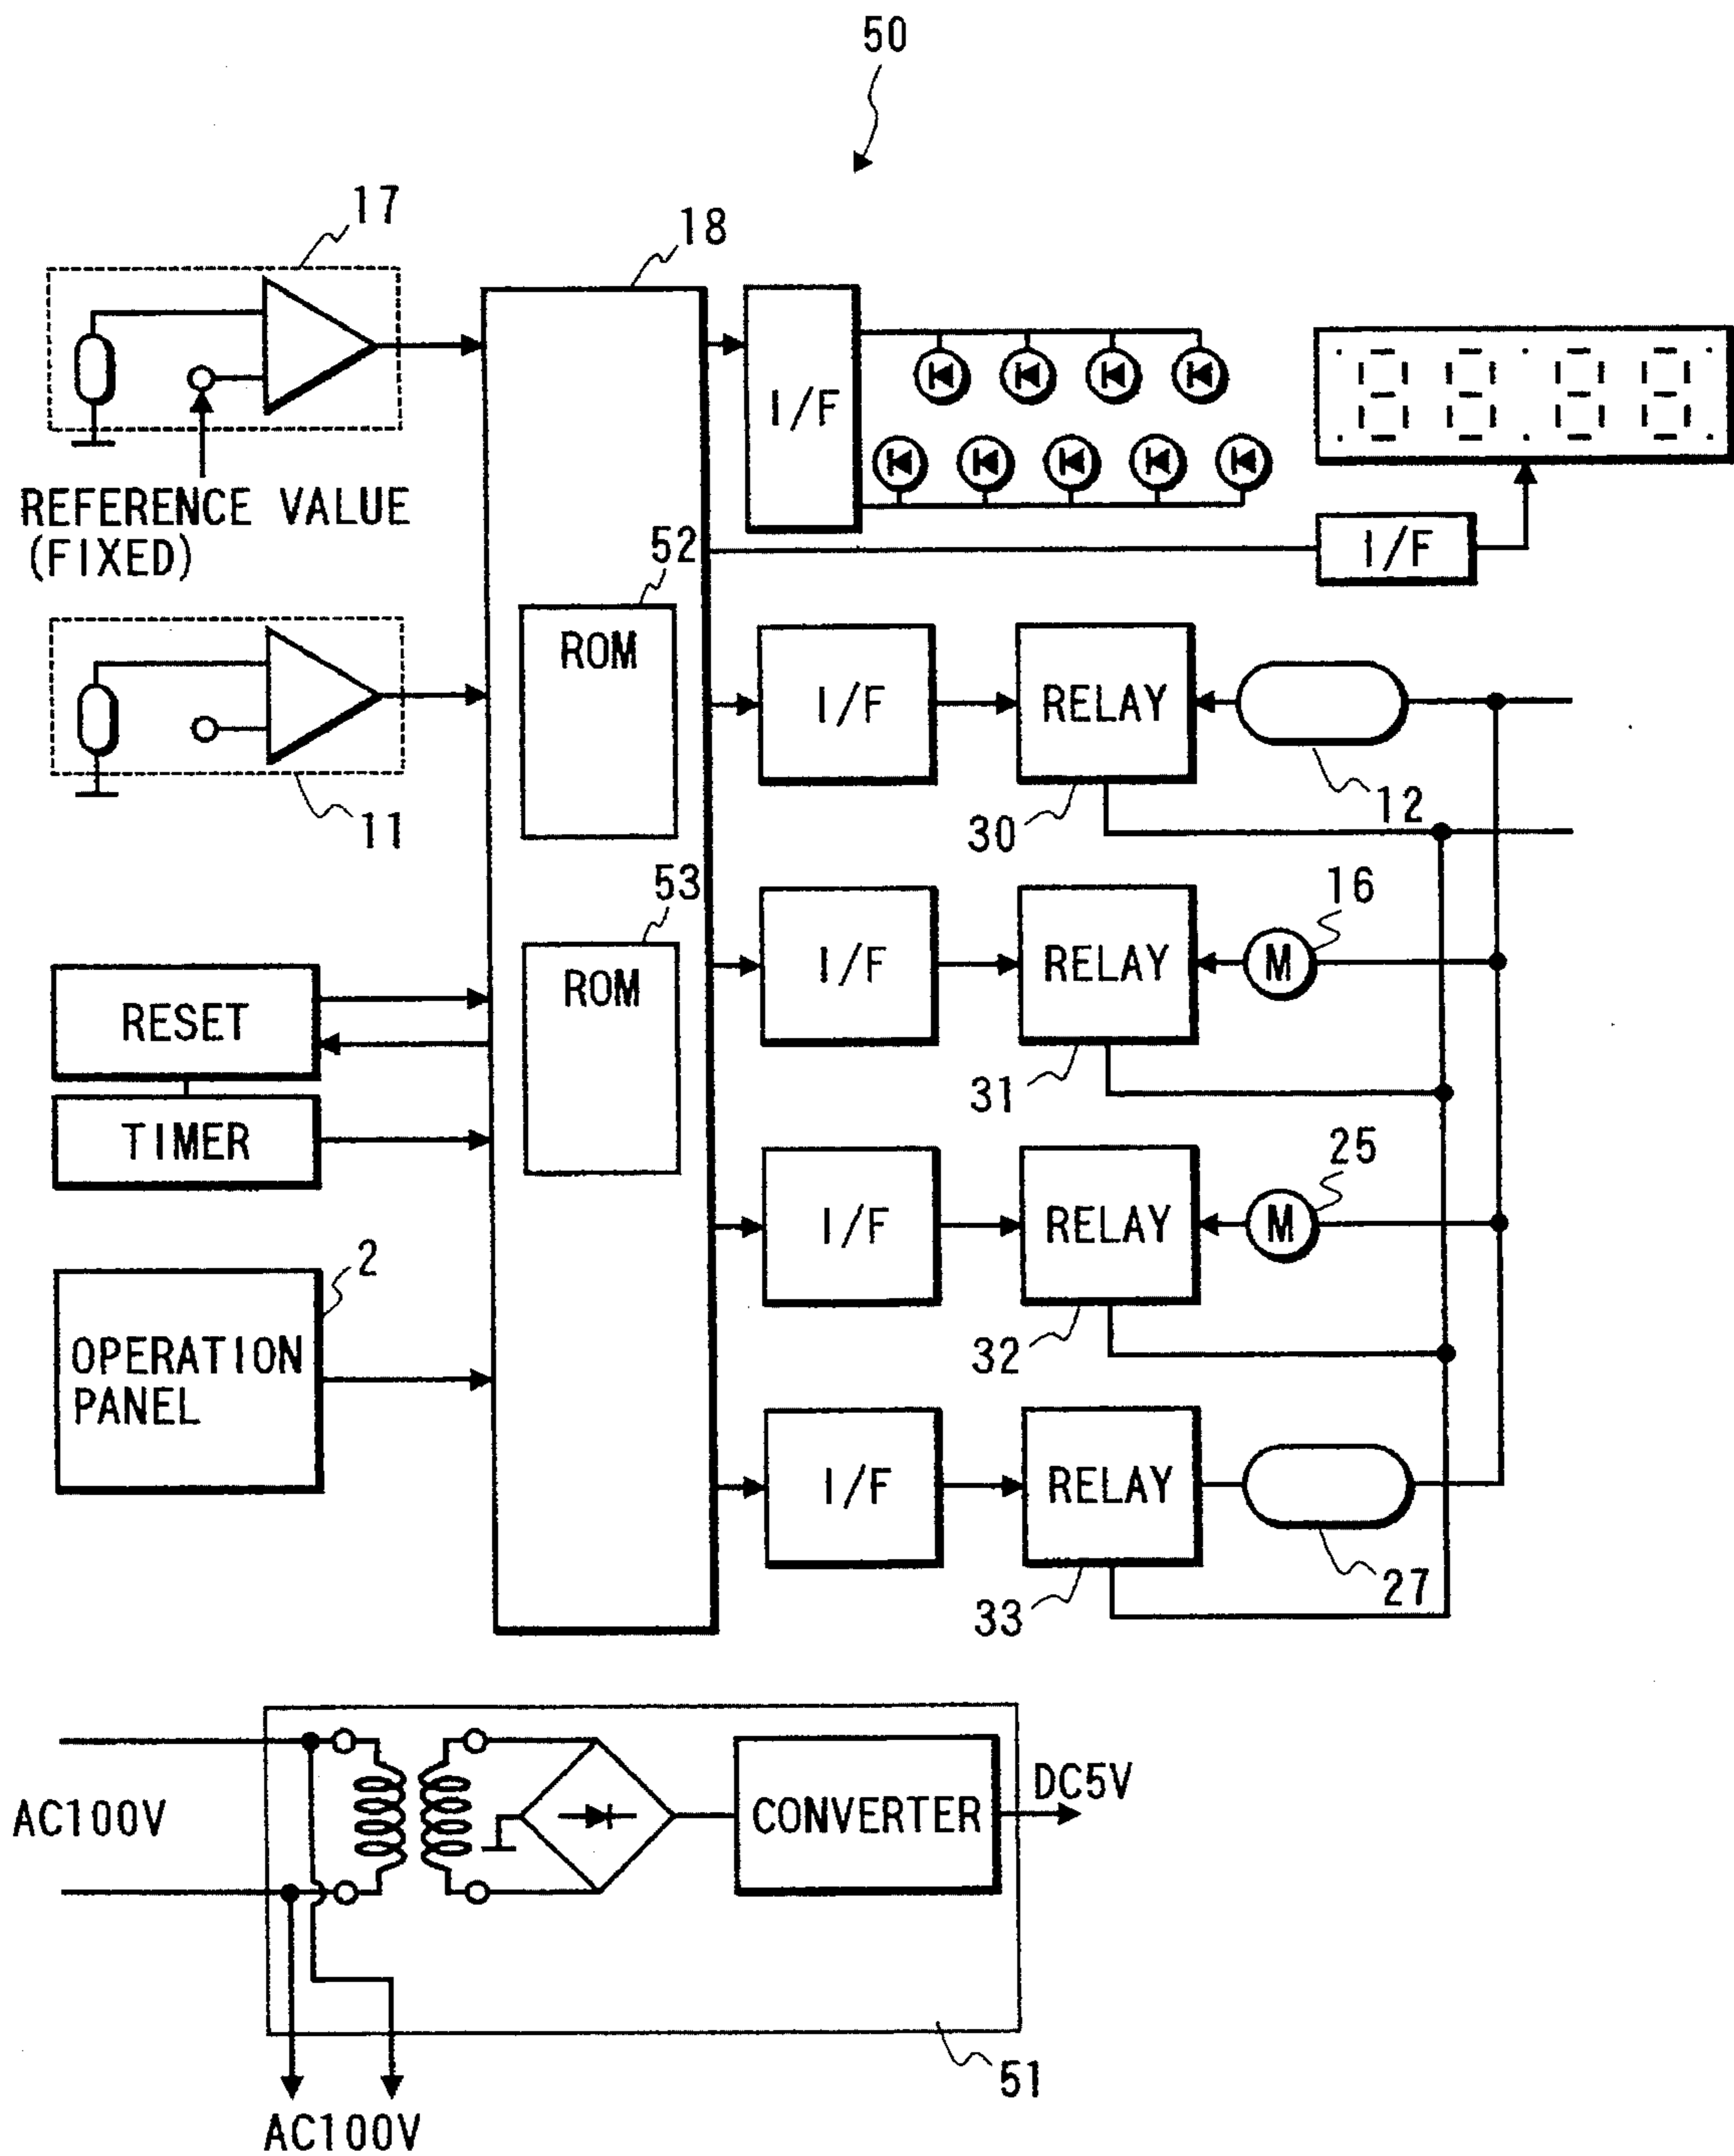 50
17
18
I/F
REFERENCE VALUE
(FIXED)
52
I/F
ROM
I/F
RELAY
11
30
12
53
16
ROM
I/F
RELAY
M
RESET
31
TIMER
25
I/F
RELAY
M
2
32
OPERATION
PANEL
I/F
RELAY
27
33
DC5V
AC100V
CONVERTER
51
AC100V